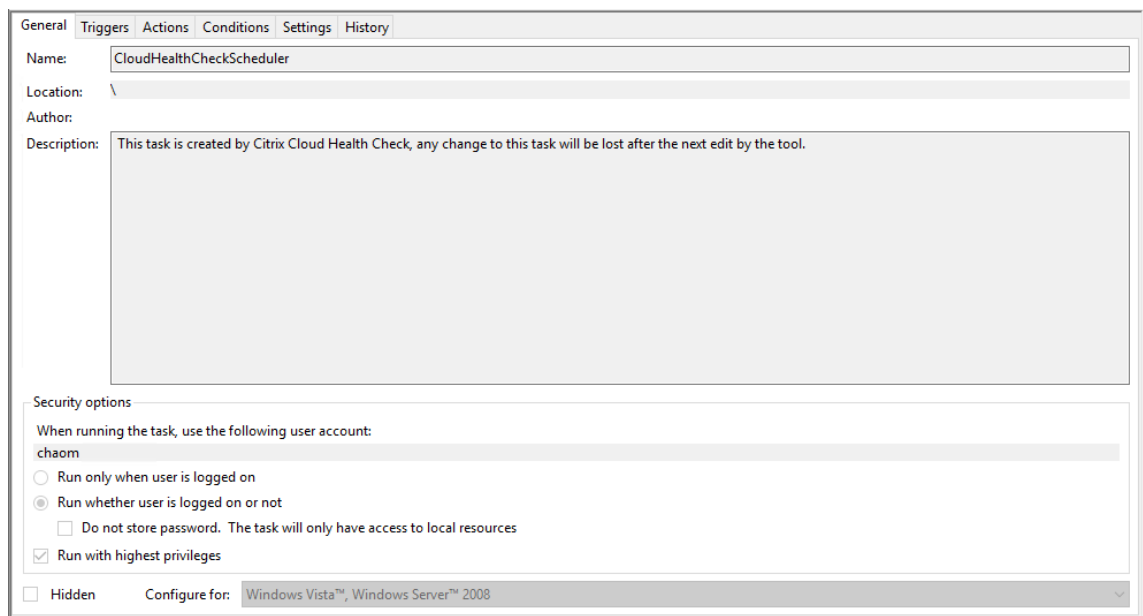 General Triggers Actions Conditions Settings History
Name: CloudHealthCheckScheduler
Location: \
Author:
Description: This task is created by Citrix Cloud Health Check, any change to this task will be lost after the next edit by the tool.
Security options
When running the task, use the following user account:
chaom
Run only when user is logged on
Run whether user is logged on or not
Do not store password. The task will only have access to local resources
Run with highest privileges
Hidden Configure for: Windows Vista™, Windows Server™ 2008